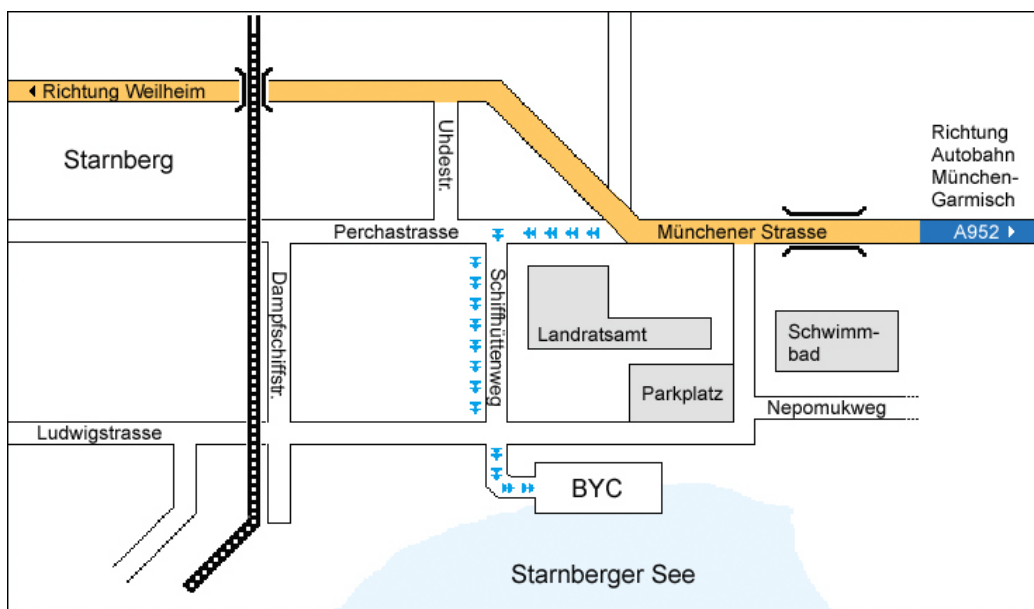 Richtung Weilheim
Starnberg
Uhdestr.
Richtung
Autobahn
München-
Garmisch
Perchastrasse
Münchener Strasse
A952
Dampfschiffstr.
Schiffhüttenweg
Landratsamt
Schwimm-
bad
Parkplatz
Nepomukweg
Ludwigstrasse
BYC
Starnberger See